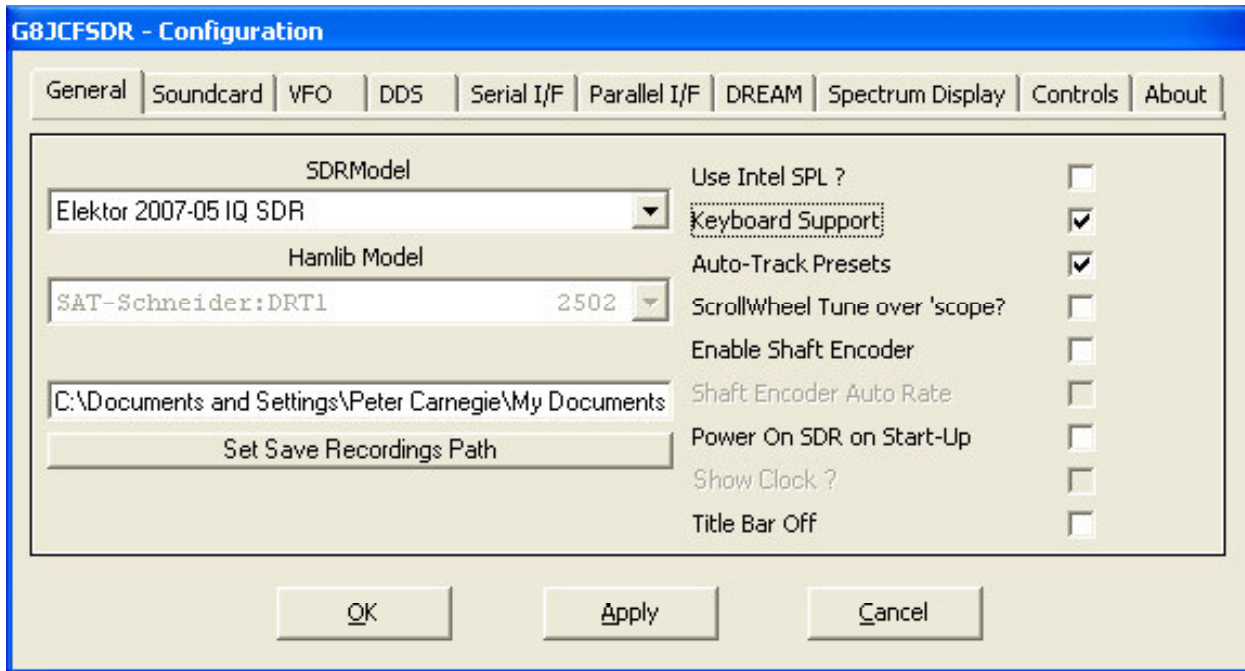 G8JCFSDR - Configuration
General Soundcard VFO DDS Serial I/F Parallel I/F DREAM Spectrum Display Controls About
SDRModel
Elektor 2007-05 IQ SDR
Hamlib Model
SAT-Schneider:DRT1 2502
C:\Documents and Settings\Peter Carnegie\My Documents
Set Save Recordings Path
Use Intel SPL ?
Keyboard Support
Auto-Track Presets
ScrollWheel Tune over 'scope?
Enable Shaft Encoder
Shaft Encoder Auto Rate
Power On SDR on Start-Up
Show Clock ?
Title Bar Off
OK Apply Cancel